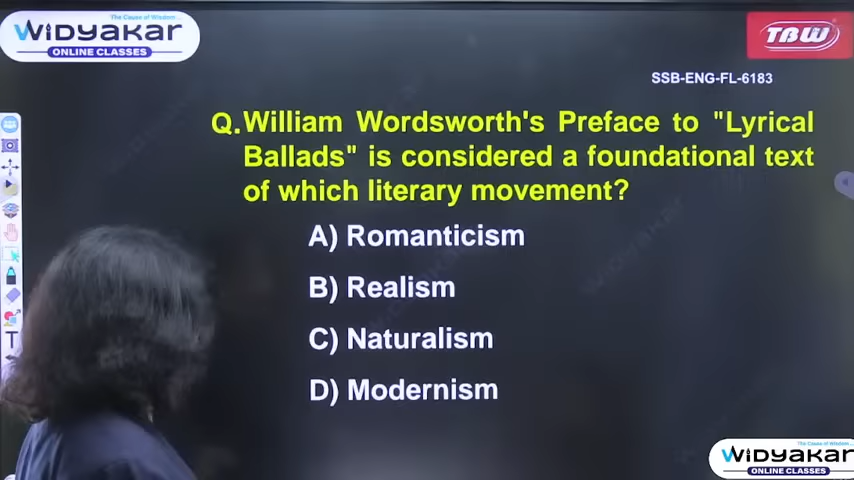 The Cause of Wisdom...
WiDyakar
ONLINE CLASSES
TBW
SSB-ENG-FL-6183
Q.William Wordsworth's Preface to "Lyrical
Ballads" is considered a foundational text
of which literary movement?
A) Romanticism
B) Realism
C) Naturalism
D) Modernism
The Cause of Wisdom...
WiDyakar
ONLINE CLASSES